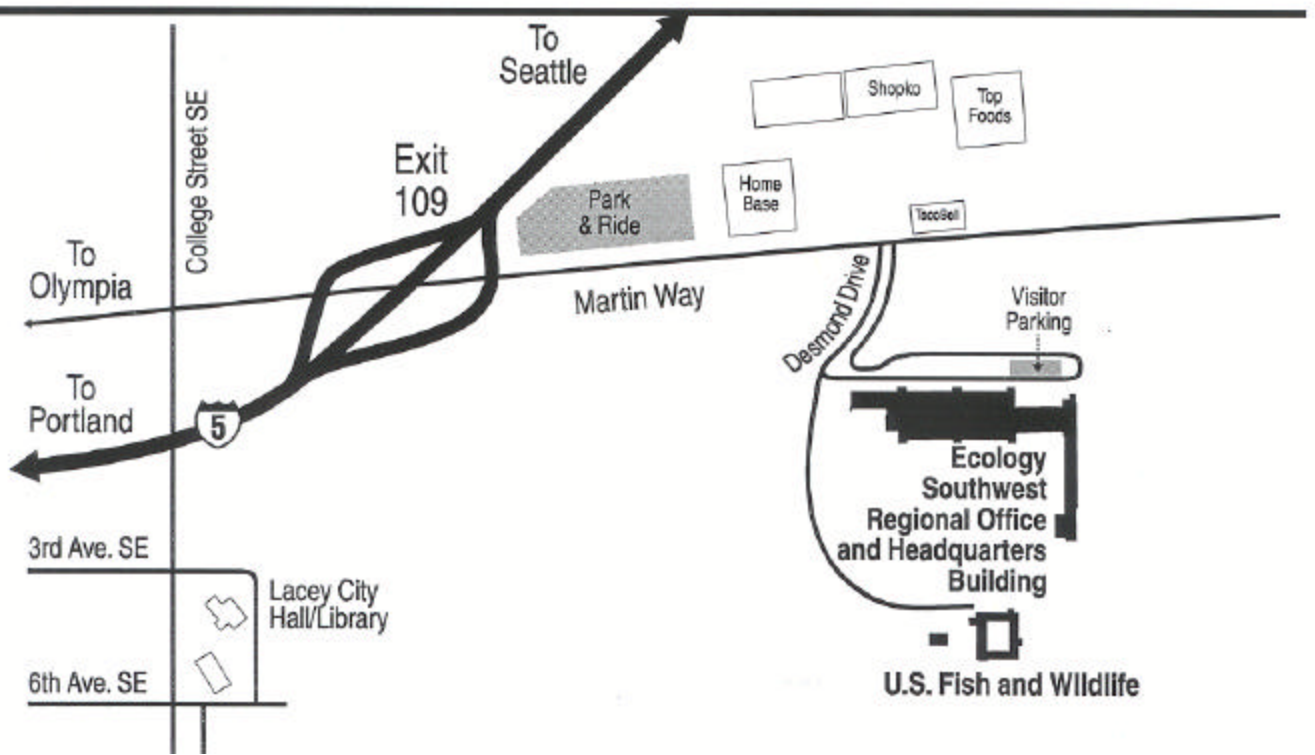 To
Seattle
Shopko
Top
Foods
College Street SE
Exit
109
Park
& Ride
Home
Base
TacoBell
To
Olympia
Martin Way
Desmond Drive
Visitor
Parking
To
Portland
5
Ecology
Southwest
Regional Office
and Headquarters
Building
3rd Ave. SE
Lacey City
Hall/Library
6th Ave. SE
U.S. Fish and Wildlife